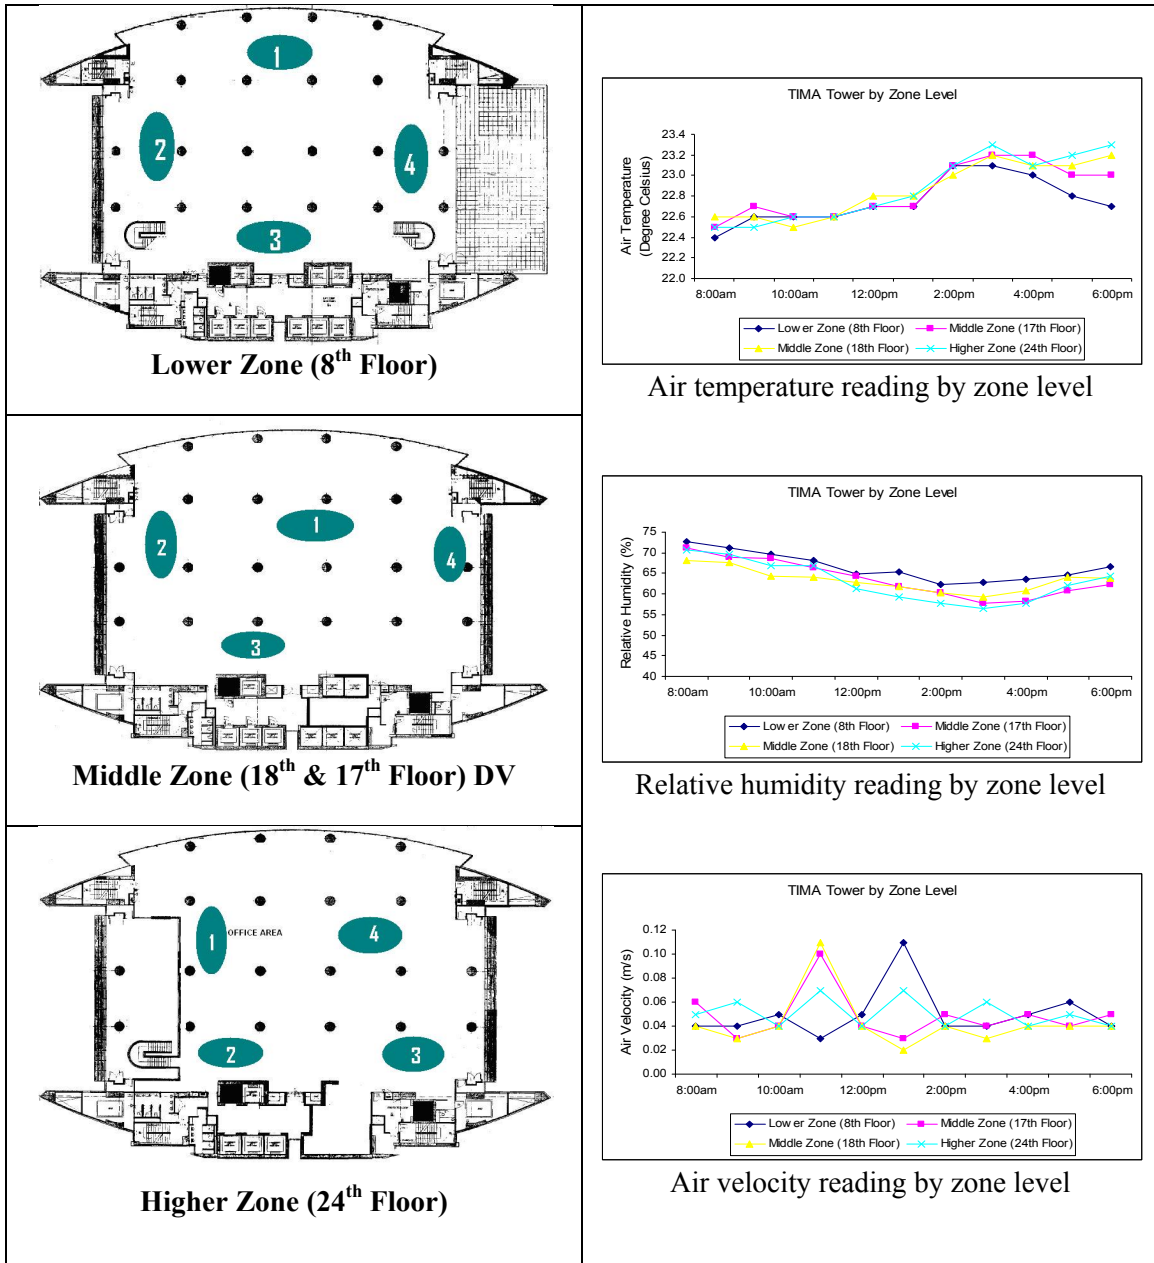 1
2
4
3
Lower Zone (8th Floor)
TIMA Tower by Zone Level
Air Temperature
(Degree Celsius)
23.4
23.2
23.0
22.8
22.6
22.4
22.2
22.0
8:00am 10:00am 12:00pm 2:00pm 4:00pm 6:00pm
Lower Zone (8th Floor) Middle Zone (17th Floor)
Middle Zone (18th Floor) Higher Zone (24th Floor)
Air temperature reading by zone level
1
2
4
3
Middle Zone (18th & 17th Floor) DV
TIMA Tower by Zone Level
Relative Humidity (%)
75
70
65
60
55
50
45
40
8:00am 10:00am 12:00pm 2:00pm 4:00pm 6:00pm
Lower Zone (8th Floor) Middle Zone (17th Floor)
Middle Zone (18th Floor) Higher Zone (24th Floor)
Relative humidity reading by zone level
1
OFFICE AREA
4
2
3
Higher Zone (24th Floor)
TIMA Tower by Zone Level
Air Velocity (m/s)
0.12
0.10
0.08
0.06
0.04
0.02
0.00
8:00am 10:00am 12:00pm 2:00pm 4:00pm 6:00pm
Lower Zone (8th Floor) Middle Zone (17th Floor)
Middle Zone (18th Floor) Higher Zone (24th Floor)
Air velocity reading by zone level